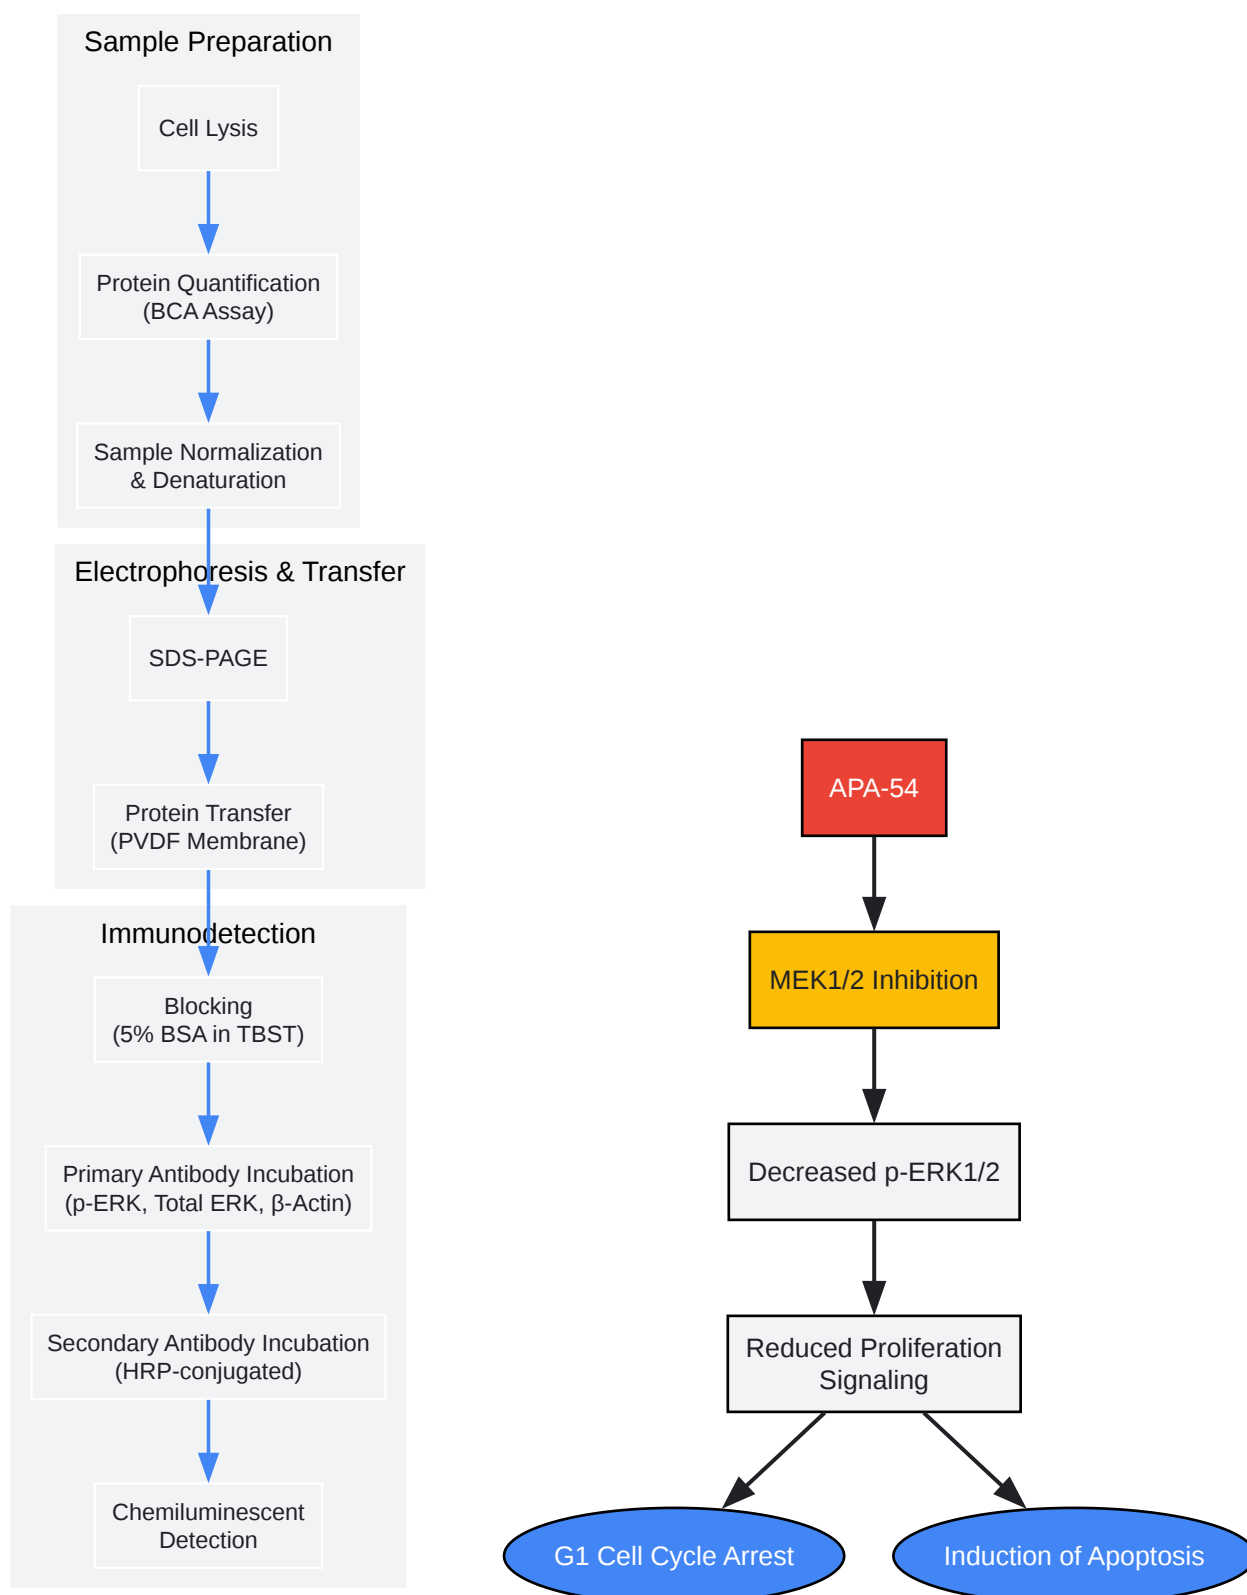 Sample Preparation
Cell Lysis
Protein Quantification
(BCA Assay)
Sample Normalization
& Denaturation
Electrophoresis & Transfer
SDS-PAGE
Protein Transfer
(PVDF Membrane)
Immunodetection
Blocking
(5% BSA in TBST)
Primary Antibody Incubation
(p-ERK, Total ERK, β-Actin)
Secondary Antibody Incubation
(HRP-conjugated)
Chemiluminescent
Detection
APA-54
MEK1/2 Inhibition
Decreased p-ERK1/2
Reduced Proliferation
Signaling
G1 Cell Cycle Arrest
Induction of Apoptosis